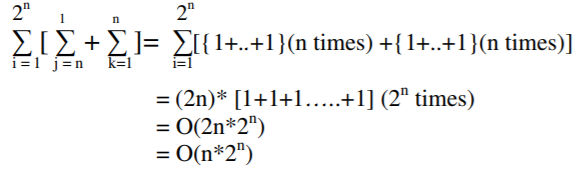 2ⁿ 1 n 2ⁿ
∑ [ ∑ + ∑ ]= ∑[{1+..+1}(n times) +{1+..+1}(n times)]
i = 1 j = n k=1 i=1
= (2n)* [1+1+1…..+1] (2ⁿ times)
= O(2n*2ⁿ)
= O(n*2ⁿ)